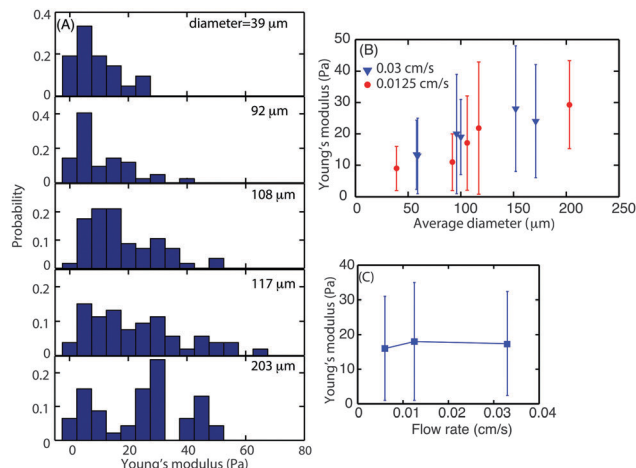 (A)
diameter=39 µm
0.4
0.2
0
92 µm
0.4
0.2
0
108 µm
0.2
0.1
0
117 µm
0.2
0.1
0
203 µm
0.2
0.1
0
0 20 40 60 80
Probability
Young's modulus (Pa)
(B)
0.03 cm/s
0.0125 cm/s
50
40
30
20
10
0
0 50 100 150 200 250
Young's modulus (Pa)
Average diameter (µm)
(C)
40
30
20
10
0
0 0.01 0.02 0.03 0.04
Young's modulus (Pa)
Flow rate (cm/s)